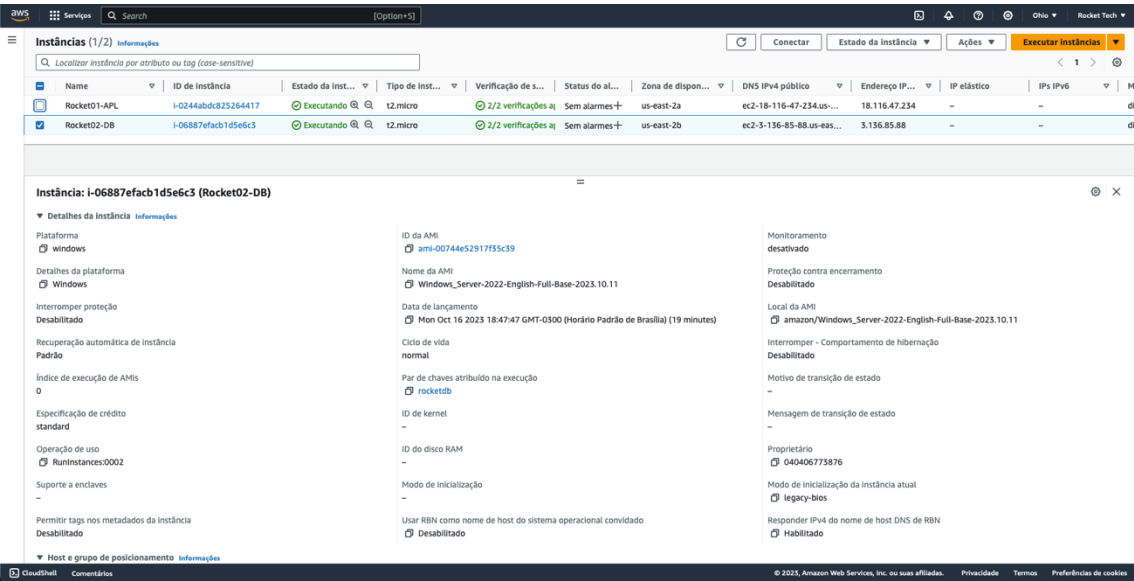 aws Serviços Search [Option+S] Ohio Rocket Tech
Instâncias (1/2) Informações Conectar Estado da instância Ações Executar instâncias
Localizar instância por atributo ou tag (case-sensitive) 1
Name ID de instância Estado da inst... Tipo de inst... Verificação de s... Status do al... Zona de dispon... DNS IPv4 público Endereço IP... IP elástico IPs IPv6 M
Rocket01-APL i-0244abdc825264417 Executando t2.micro 2/2 verificações a Sem alarmes + us-east-2a ec2-18-116-47-234.us-... 18.116.47.234 – – di
Rocket02-DB i-06887efacb1d5e6c3 Executando t2.micro 2/2 verificações a Sem alarmes + us-east-2b ec2-3-136-85-88.us-eas... 3.136.85.88 – – di
Instância: i-06887efacb1d5e6c3 (Rocket02-DB)
Detalhes da instância Informações
Plataforma ID da AMI Monitoramento
windows ami-00744e52917f35c39 desativado
Detalhes da plataforma Nome da AMI Proteção contra encerramento
Windows Windows_Server-2022-English-Full-Base-2023.10.11 Desabilitado
Interromper proteção Data de lançamento Local da AMI
Desabilitado Mon Oct 16 2023 18:47:47 GMT-0300 (Horário Padrão de Brasília) (19 minutes) amazon/Windows_Server-2022-English-Full-Base-2023.10.11
Recuperação automática de instância Ciclo de vida Interromper - Comportamento de hibernação
Padrão normal Desabilitado
Índice de execução de AMIs Par de chaves atribuído na execução Motivo de transição de estado
0 rocketdb –
Especificação de crédito ID de kernel Mensagem de transição de estado
standard – –
Operação de uso ID do disco RAM Proprietário
RunInstances:0002 – 040406773876
Suporte a enclaves Modo de inicialização Modo de inicialização da instância atual
– – legacy-bios
Permitir tags nos metadados da instância Usar RBN como nome de host do sistema operacional convidado Responder IPv4 do nome de host DNS de RBN
Desabilitado Desabilitado Habilitado
Host e grupo de posicionamento Informações
CloudShell Comentários © 2023, Amazon Web Services, Inc. ou suas afiliadas. Privacidade Termos Preferências de cookies